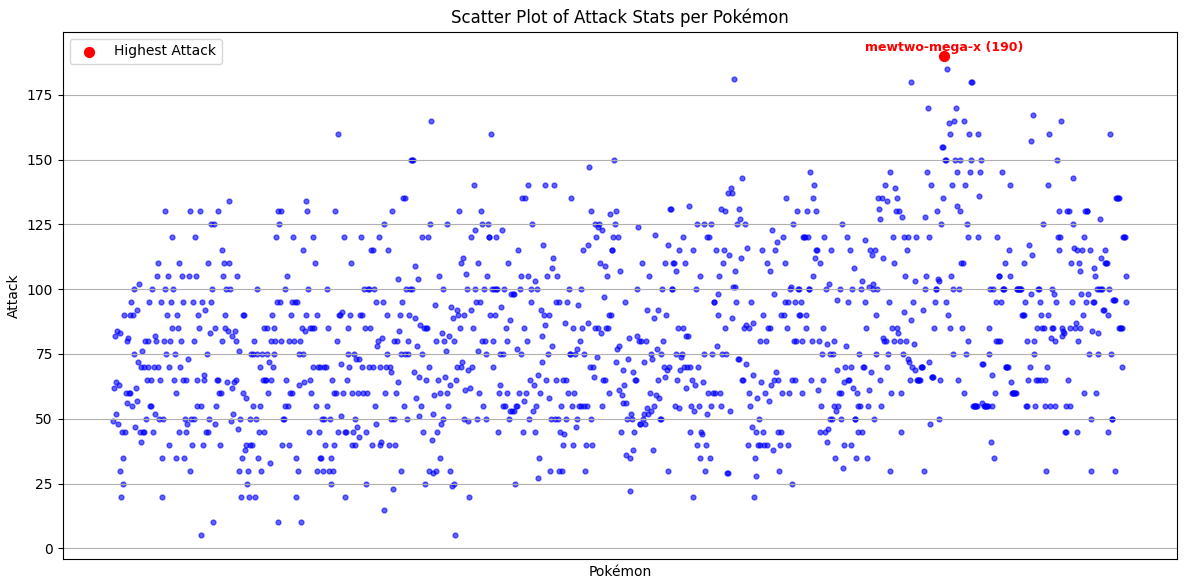 Scatter Plot of Attack Stats per Pokémon
Highest Attack
mewtwo-mega-x (190)
175
150
125
100
75
50
25
0
Attack
Pokémon